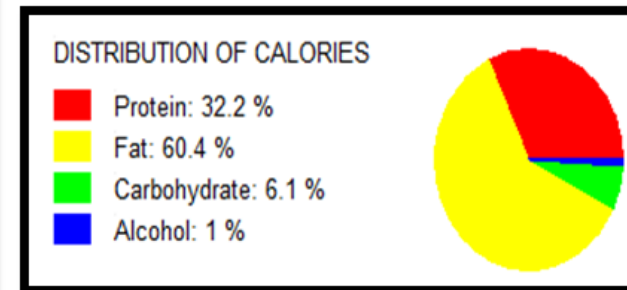 DISTRIBUTION OF CALORIES
Protein: 32.2 %
Fat: 60.4 %
Carbohydrate: 6.1 %
Alcohol: 1 %